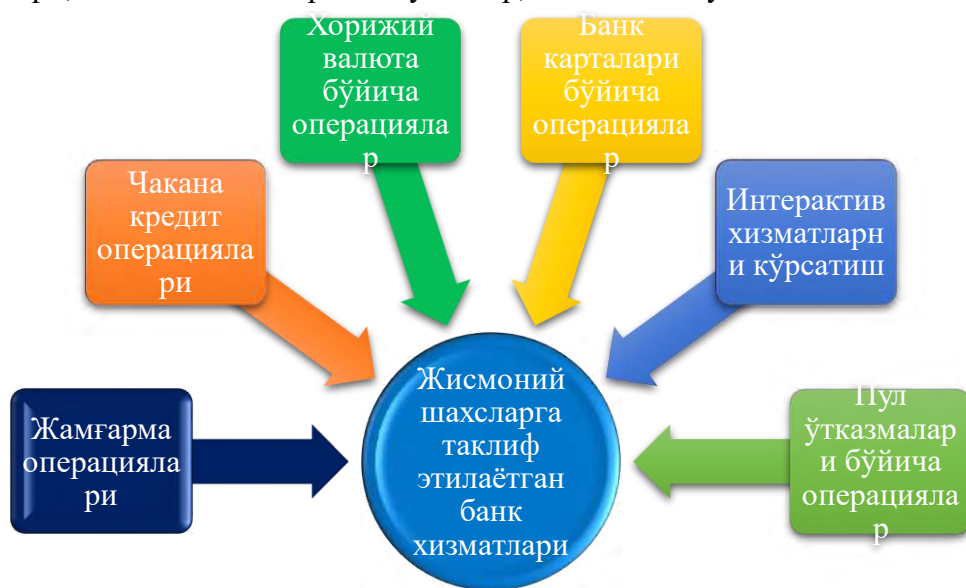 Хорижий
валюта
бўйича
операцияла
р
Банк
карталари
бўйича
операцияла
р
Чакана
кредит
операцияла
ри
Интерактив
хизматларн
и кўрсатиш
Жамғарма
операцияла
ри
Жисмоний
шахсларга
таклиф
этилаётган
банк
хизматлари
Пул
ўтказмалар
и бўйича
операцияла
р